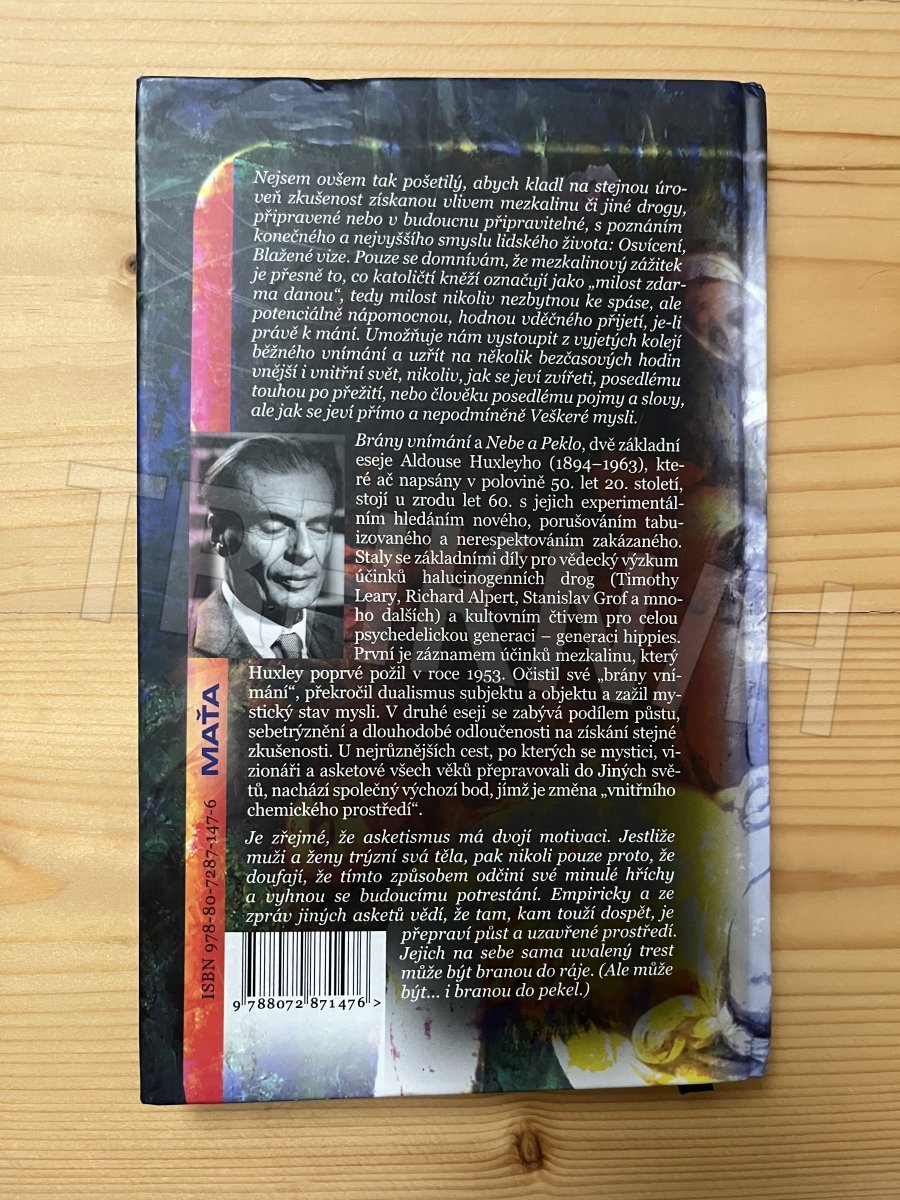 Nejsem ovšem tak pošetilý, abych kladl na stejnou úro-
veň zkušenost získanou vlivem mezkalinu či jiné drogy,
připravené nebo v budoucnu připravitelné, s poznáním
konečného a nejvyššího smyslu lidského života: Osvícení,
Blažené vize. Pouze se domnívám, že mezkalinový zážitek
je přesně to, co katoličtí kněží označují jako „milost zdar-
ma danou“, tedy milost nikoliv nezbytnou ke spáse, ale
potenciálně nápomocnou, hodnou vděčného přijetí, je-li
právě k mání. Umožňuje nám vystoupit z vyjetých kolejí
běžného vnímání a uzřít na několik bezčasových hodin
vnější i vnitřní svět, nikoliv, jak se jeví zvířeti, posedlému
touhou po přežití, nebo člověku posedlému pojmy a slovy,
ale jak se jeví přímo a nepodmíněně Veškeré mysli.
Brány vnímání a Nebe a Peklo, dvě základní
eseje Aldouse Huxleyho (1894–1963), kte-
ré ač napsány v polovině 50. let 20. století,
stojí u zrodu let 60. s jejich experimentál-
ním hledáním nového, porušováním tabu-
izovaného a nerespektováním zakázaného.
Staly se základními díly pro vědecký výzkum
účinků halucinogenních drog (Timothy
Leary, Richard Alpert, Stanislav Grof a mno-
ho dalších) a kultovním čtivem pro celou
psychedelickou generaci – generaci hippies.
První je záznamem účinků mezkalinu, který
Huxley poprvé požil v roce 1953. Očistil své „brány vní-
mání“, překročil dualismus subjektu a objektu a zažil my-
stický stav mysli. V druhé eseji se zabývá podílem půstu,
sebetrýznění a dlouhodobé odloučenosti na získání stejné
zkušenosti. U nejrůznějších cest, po kterých se mystici, vi-
zionáři a asketové všech věků přepravovali do Jiných svě-
tů, nachází společný výchozí bod, jímž je změna „vnitřního
chemického prostředí“.
Je zřejmé, že asketismus má dvojí motivaci. Jestliže
muži a ženy trýzní svá těla, pak nikoli pouze proto, že
doufají, že tímto způsobem odčiní své minulé hříchy
a vyhnou se budoucímu potrestání. Empiricky a ze
zpráv jiných asketů vědí, že tam, kam touží dospět, je
přepraví půst a uzavřené prostředí.
Jejich na sebe sama uvalený trest
může být branou do ráje. (Ale může
být... i branou do pekel.)
MAŤA
ISBN 978-80-7287-147-6
9 788072 871476 >